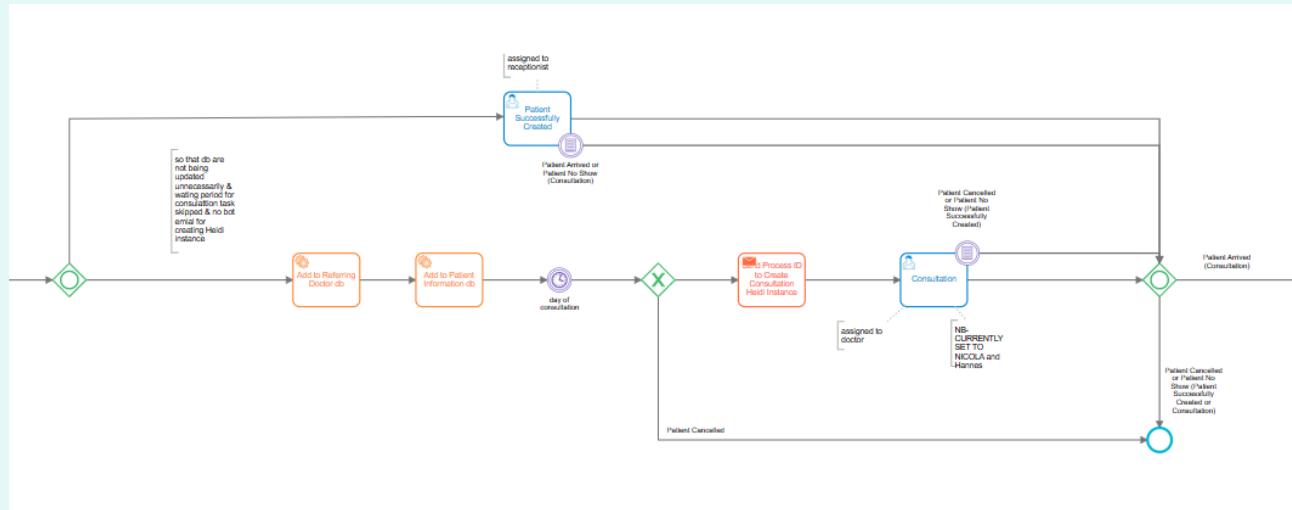 assigned to
receptionist
Patient
Successfully
Created
Patient Arrived or
Patient No Show
(Consultation)
so that db are
not being
updated
unnecessarily &
wating period for
consulattion task
skipped & no bot
emial for
creating Heidi
instance
Patient Cancelled
or Patient No
Show (Patient
Successfully
Created)
Add to Referring
Doctor db
Add to Patient
Information db
day of
consultation
X
Process ID
to Create
Consultation
Heidi Instance
Consultation
Patient Arrived
(Consultation)
assigned to
doctor
NB-
CURRENTLY
SET TO
NICOLA and
Hannes
Patient Cancelled
or Patient No
Show (Patient
Successfully
Created or
Consultation)
Patient Cancelled